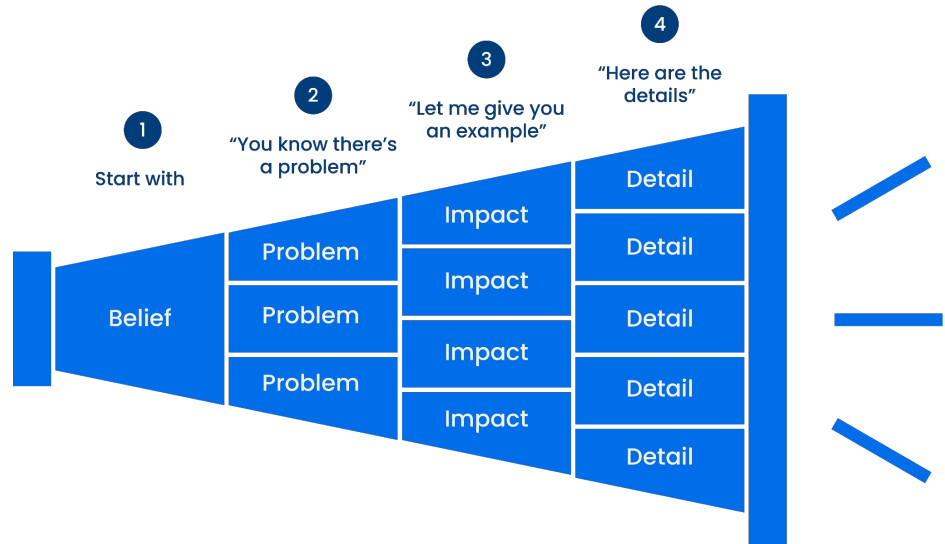 1
Start with
2
“You know there’s
a problem”
3
“Let me give you
an example”
4
“Here are the
details”
Belief
Problem
Problem
Problem
Impact
Impact
Impact
Impact
Detail
Detail
Detail
Detail
Detail